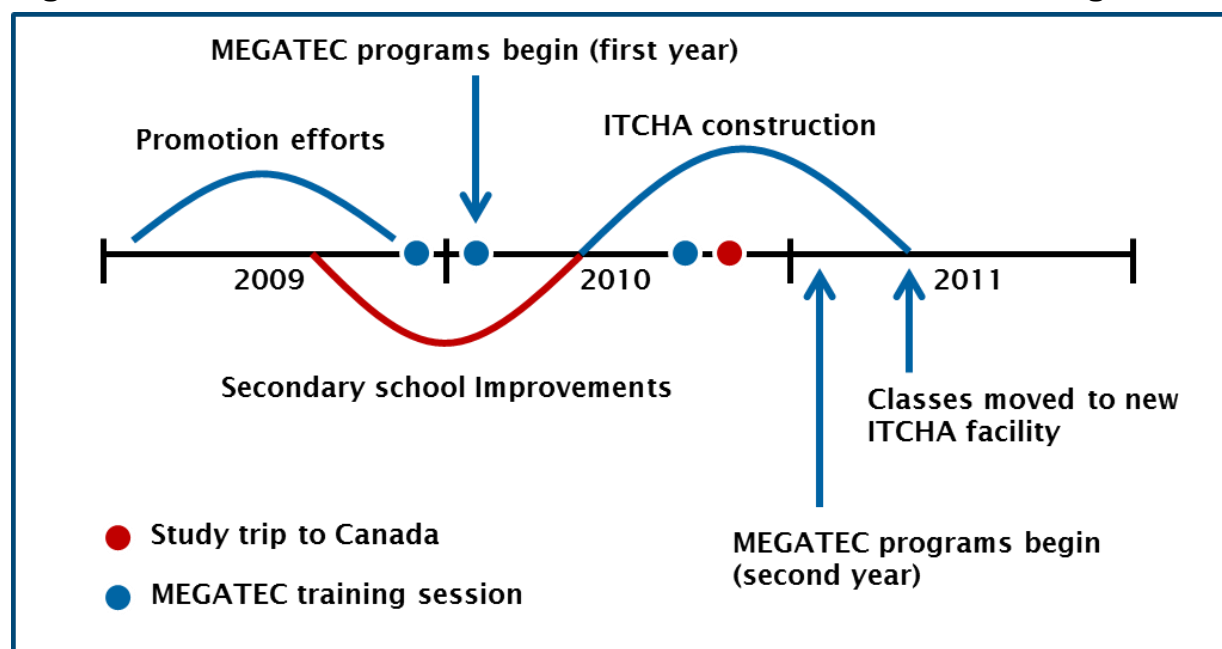 MEGATEC programs begin (first year)
Promotion efforts
ITCHA construction
2009
2010
2011
Secondary school Improvements
Classes moved to new
ITCHA facility
MEGATEC programs begin
(second year)
Study trip to Canada
MEGATEC training session